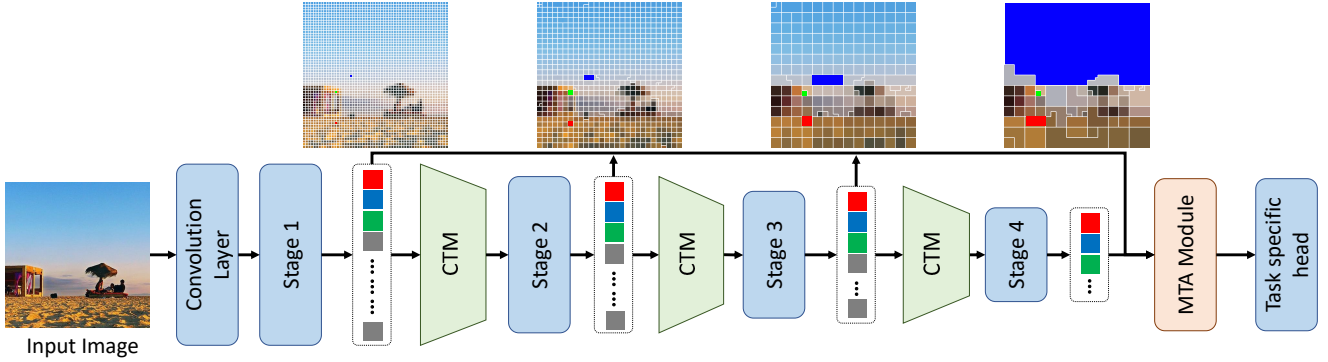 Input Image
Convolution
Layer
Stage 1
CTM
Stage 2
CTM
Stage 3
CTM
Stage 4
MTA Module
Task specific
head